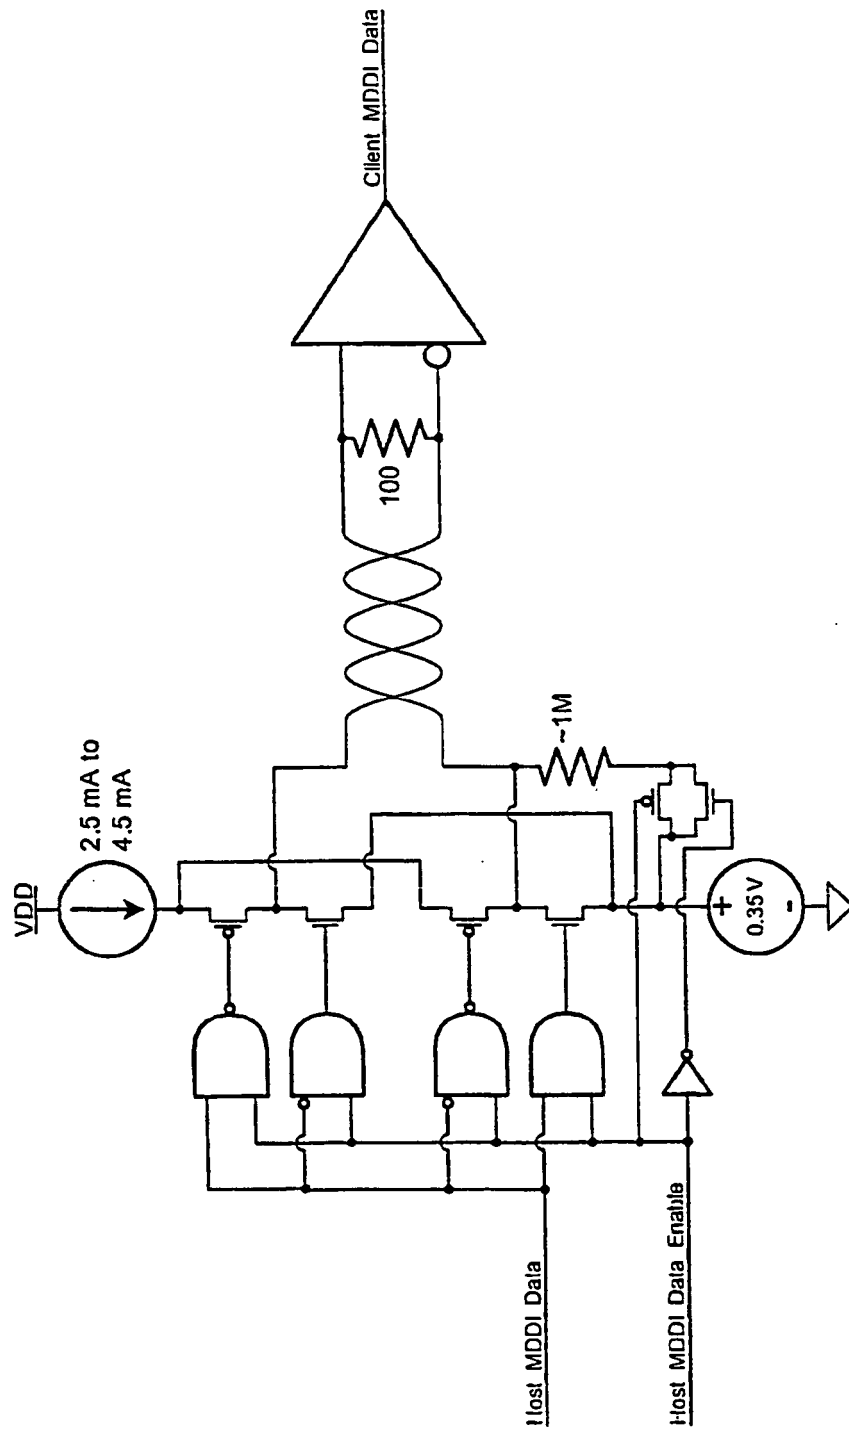 Client MDDI Data
2.5 mA to
4.5 mA
VDD
100
~1M
+
0.35V
-
Host MDDI Data
Host MDDI Data Enable